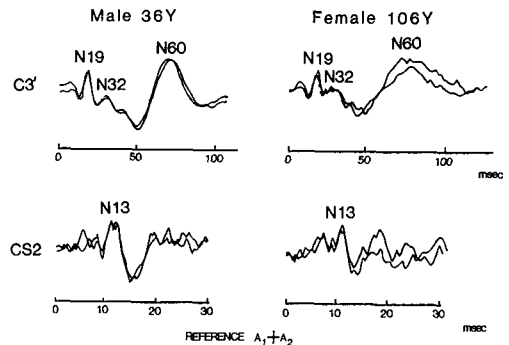 Male 36Y Female 106Y
N19 N32 N60 N19 N32 N60
C3'
0 50 100 0 50 100
msec
N13 N13
CS2
0 10 20 30 0 10 20 30
REFERENCE A1+A2 msec